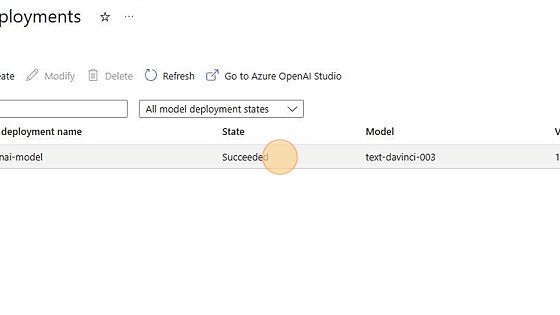 ployments
eate Modify Delete Refresh Go to Azure OpenAI Studio
All model deployment states
deployment name State Model V
nai-model Succeeded text-davinci-003 1